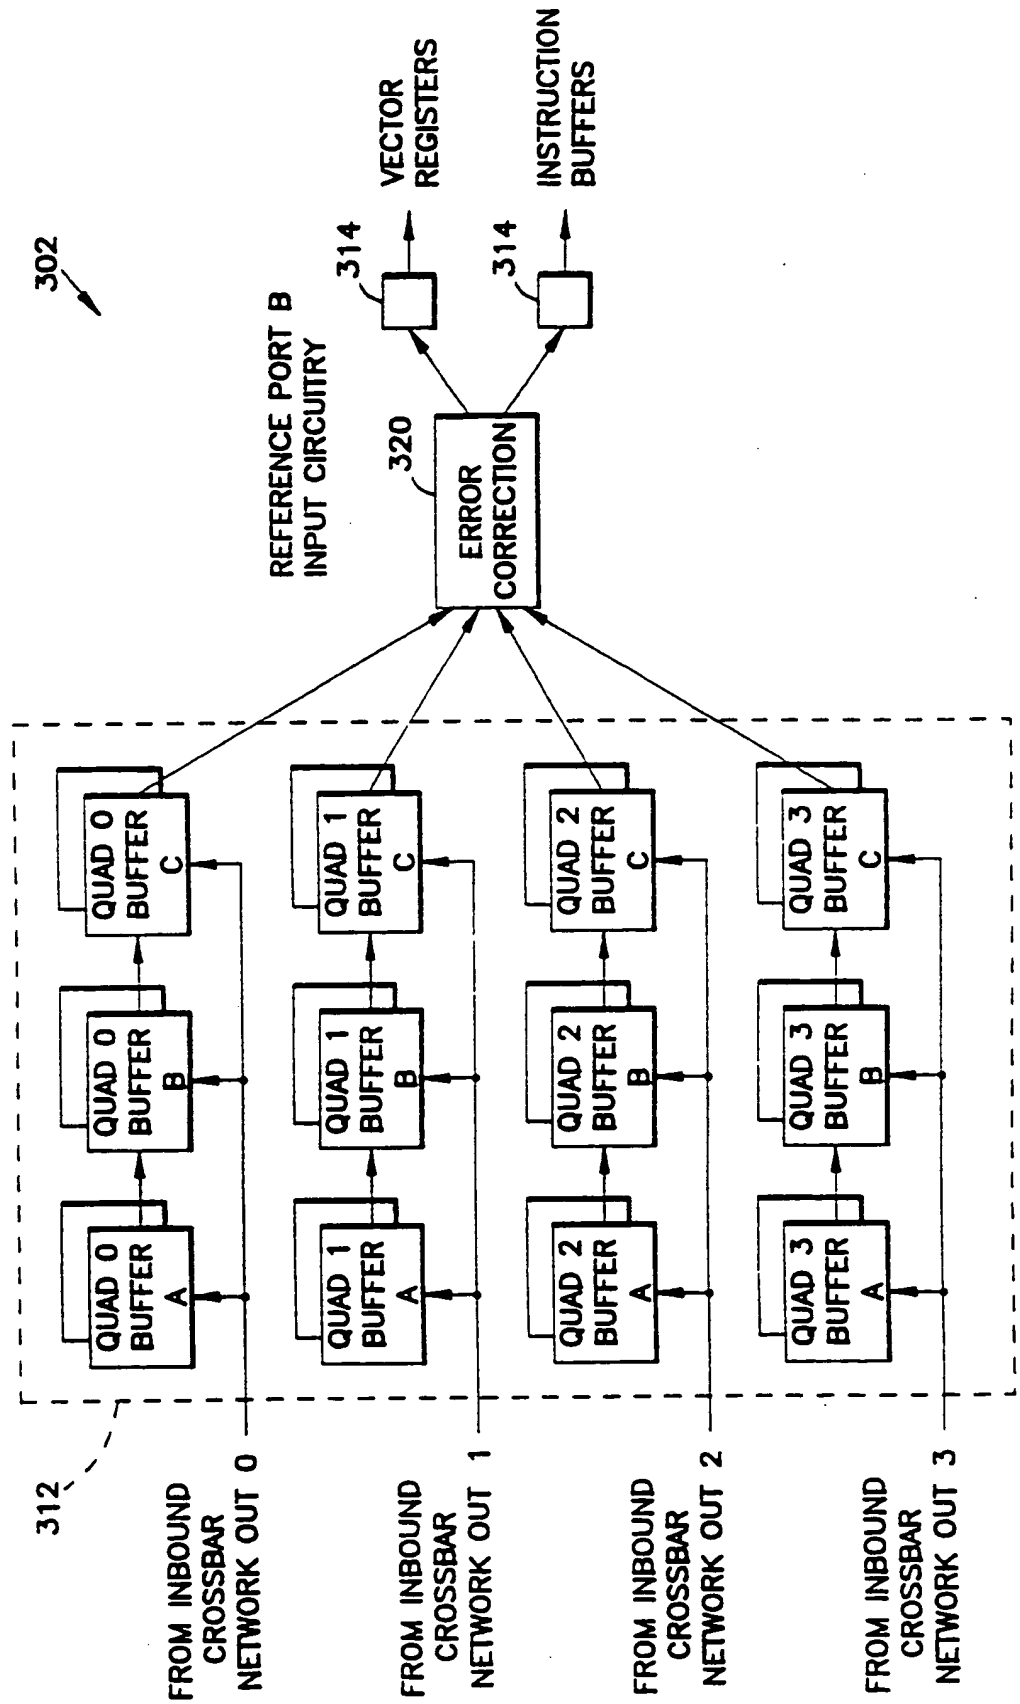 302
REFERENCE PORT B
INPUT CIRCUITRY
312
FROM INBOUND
CROSSBAR
NETWORK OUT 0
QUAD 0
BUFFER
A
QUAD 0
BUFFER
B
QUAD 0
BUFFER
C
FROM INBOUND
CROSSBAR
NETWORK OUT 1
QUAD 1
BUFFER
A
QUAD 1
BUFFER
B
QUAD 1
BUFFER
C
FROM INBOUND
CROSSBAR
NETWORK OUT 2
QUAD 2
BUFFER
A
QUAD 2
BUFFER
B
QUAD 2
BUFFER
C
FROM INBOUND
CROSSBAR
NETWORK OUT 3
QUAD 3
BUFFER
A
QUAD 3
BUFFER
B
QUAD 3
BUFFER
C
320
ERROR
CORRECTION
314
VECTOR
REGISTERS
314
INSTRUCTION
BUFFERS